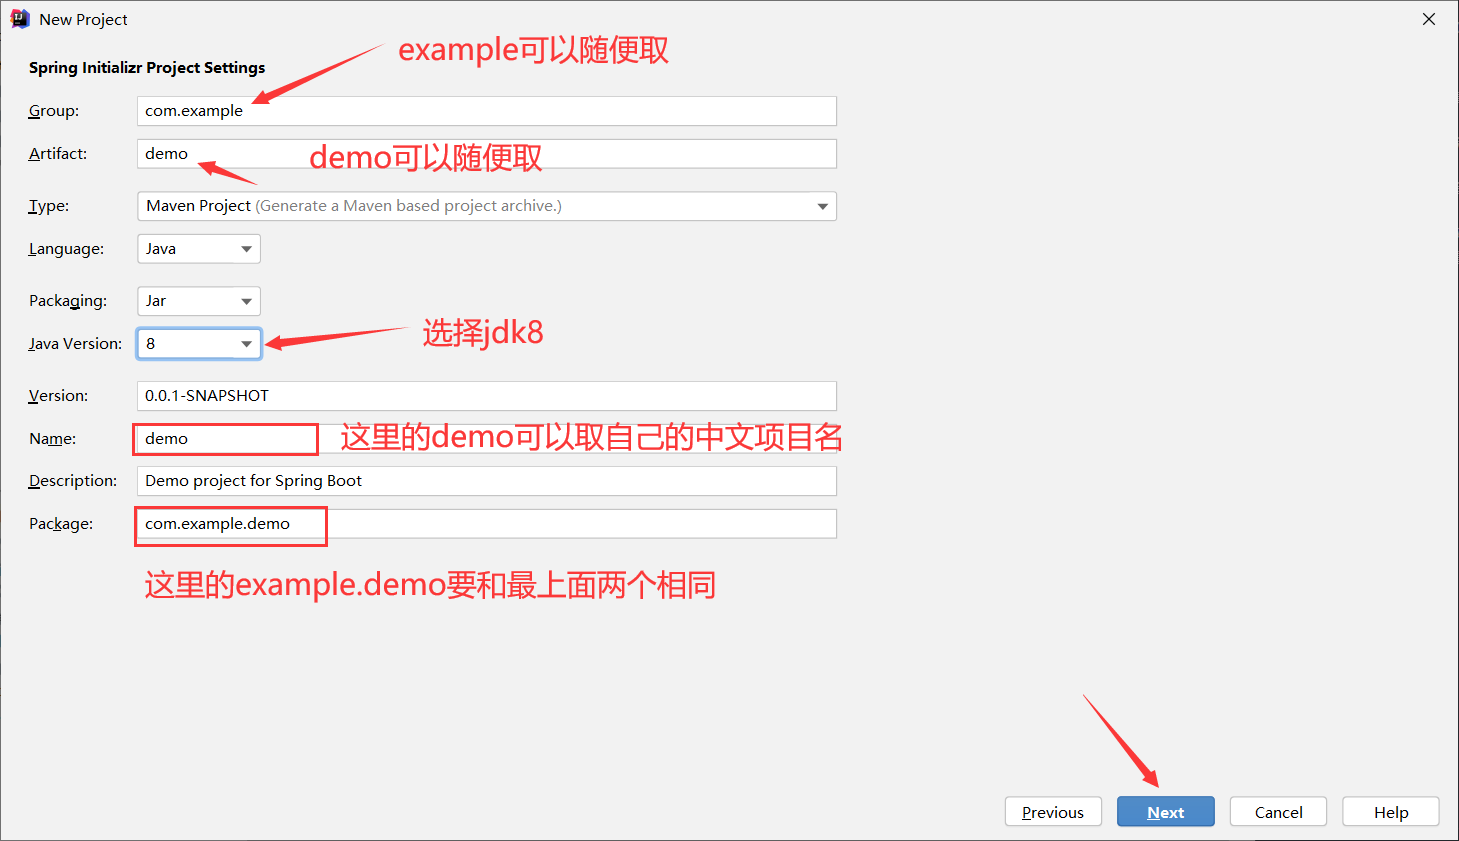 New Project
example可以随便取
Spring Initializr Project Settings
Group: com.example
Artifact: demo
demo可以随便取
Type: Maven Project (Generate a Maven based project archive.)
Language: Java
Packaging: Jar
Java Version: 8
选择jdk8
Version: 0.0.1-SNAPSHOT
Name: demo
这里的demo可以取自己的中文项目名
Description: Demo project for Spring Boot
Package: com.example.demo
这里的example.demo要和最上面两个相同
Previous Next Cancel Help